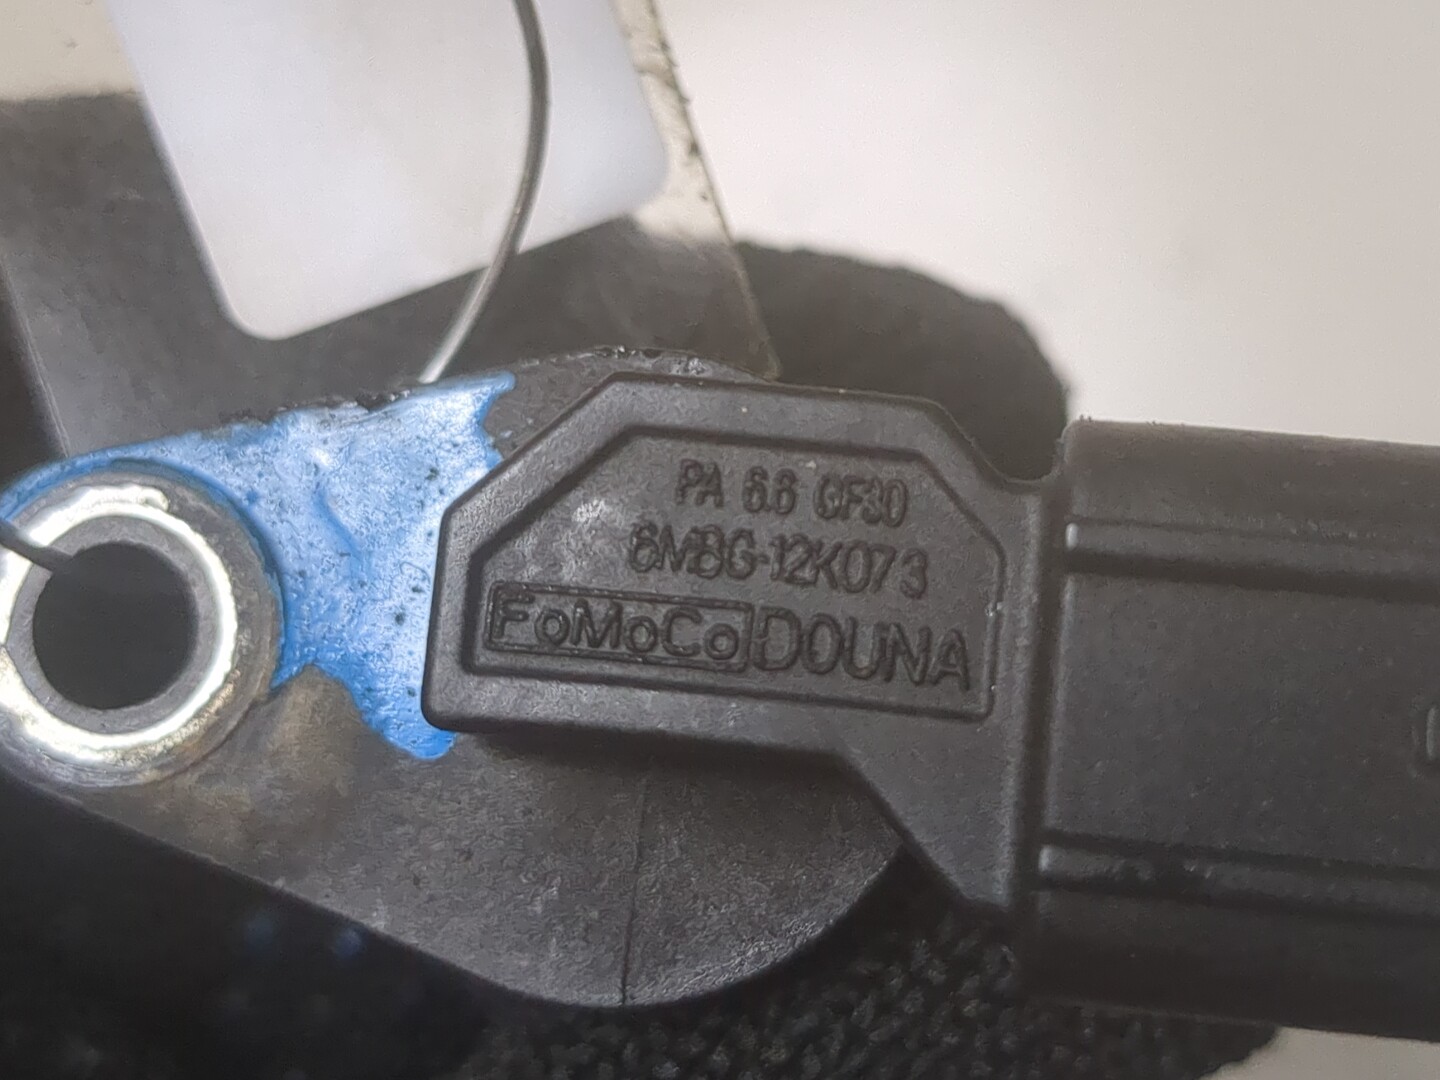 PA 6.6 GF30
6M8G-12K073
FoMoCo DOUNA